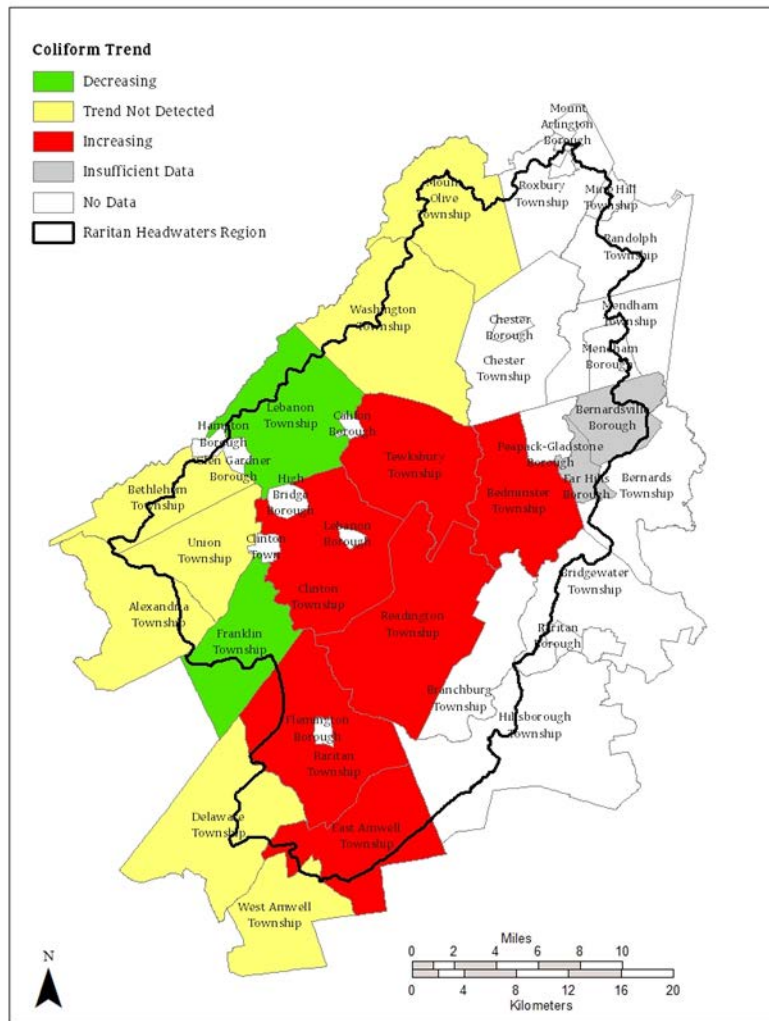 Coliform Trend
Decreasing
Trend Not Detected
Increasing
Insufficient Data
No Data
Raritan Headwaters Region
Mount
Arlington
Borough
Roxbury
Township
Mine Hill
Township
Mount
Olive
Township
Randolph
Township
Washington
Township
Mendham
Township
Chester
Borough
Chester
Township
Mendham
Borough
Lebanon
Township
Califon
Borough
Bernardsville
Borough
Hampton
Borough
Glen Gardner
Borough
Tewksbury
Township
Peapack-Gladstone
Borough
Far Hills
Borough
Bernards
Township
Bedminster
Township
High
Bridge
Borough
Bethlehem
Township
Union
Township
Clinton
Town
Lebanon
Borough
Bridgewater
Township
Clinton
Township
Alexandria
Township
Readington
Township
Franklin
Township
Raritan
Borough
Branchburg
Township
Hillsborough
Township
Flemington
Borough
Raritan
Township
Delaware
Township
East Amwell
Township
West Amwell
Township
N
Miles
0 2 4 6 8 10
0 4 8 12 16 20
Kilometers